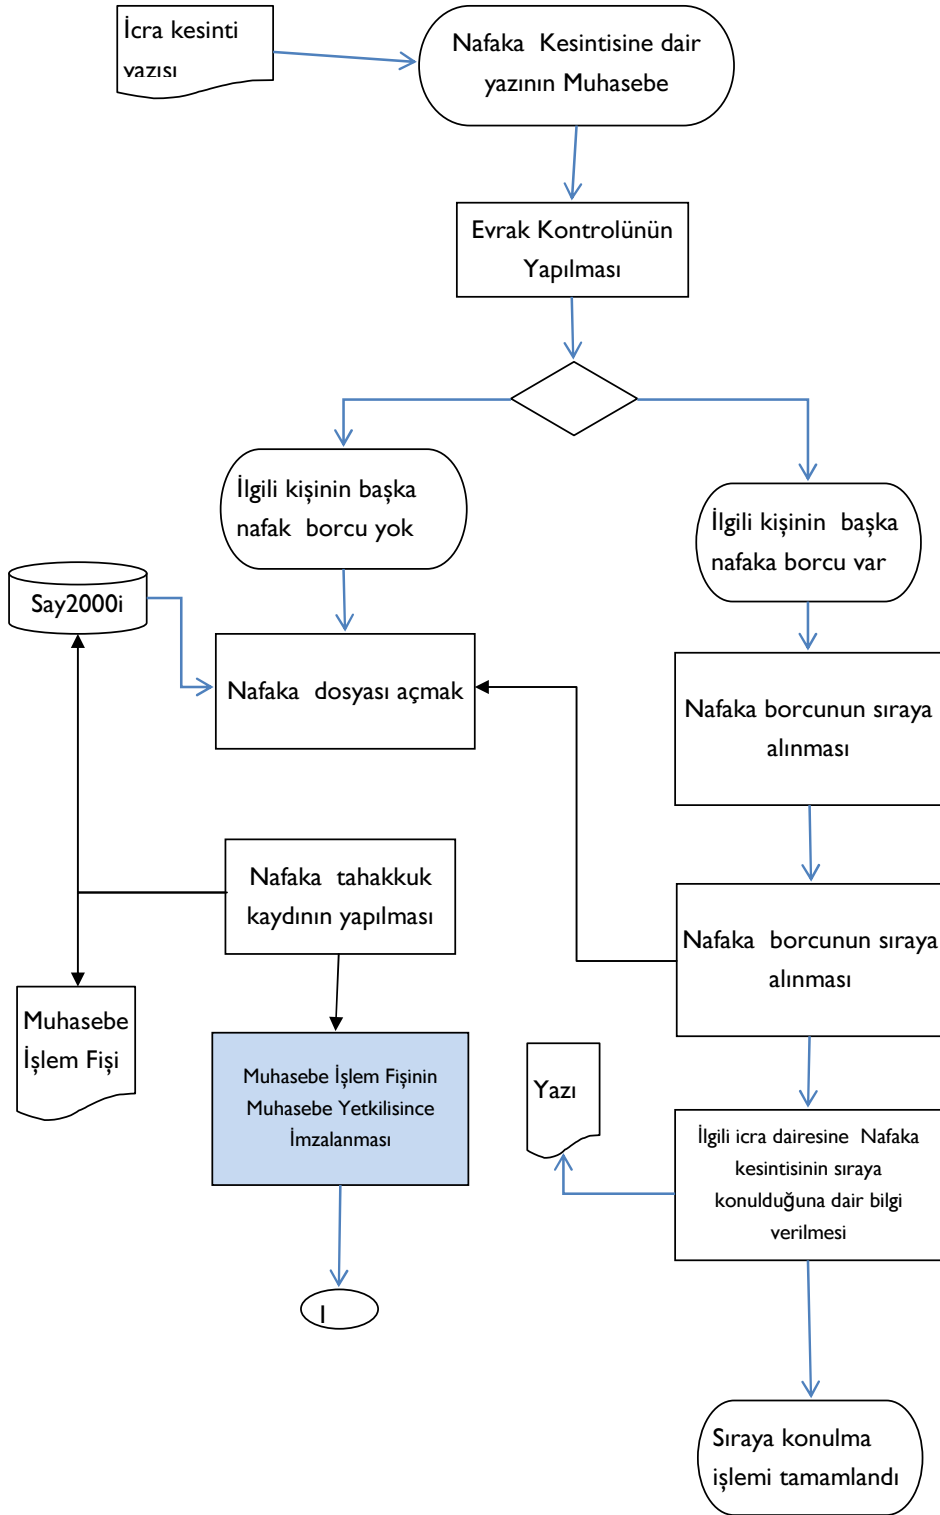 İcra kesinti
yazısı
Nafaka Kesintisine dair
yazının Muhasebe
Evrak Kontrolünün
Yapılması
İlgili kişinin başka
nafak borcu yok
İlgili kişinin başka
nafaka borcu var
Say2000i
Nafaka dosyası açmak
Nafaka borcunun sıraya
alınması
Nafaka tahakkuk
kaydının yapılması
Nafaka borcunun sıraya
alınması
Muhasebe
İşlem Fişi
Muhasebe İşlem Fişinin
Muhasebe Yetkilisince
İmzalanması
Yazı
İlgili icra dairesine Nafaka
kesintisinin sıraya
konulduğuna dair bilgi
verilmesi
I
Sıraya konulma
işlemi tamamlandı